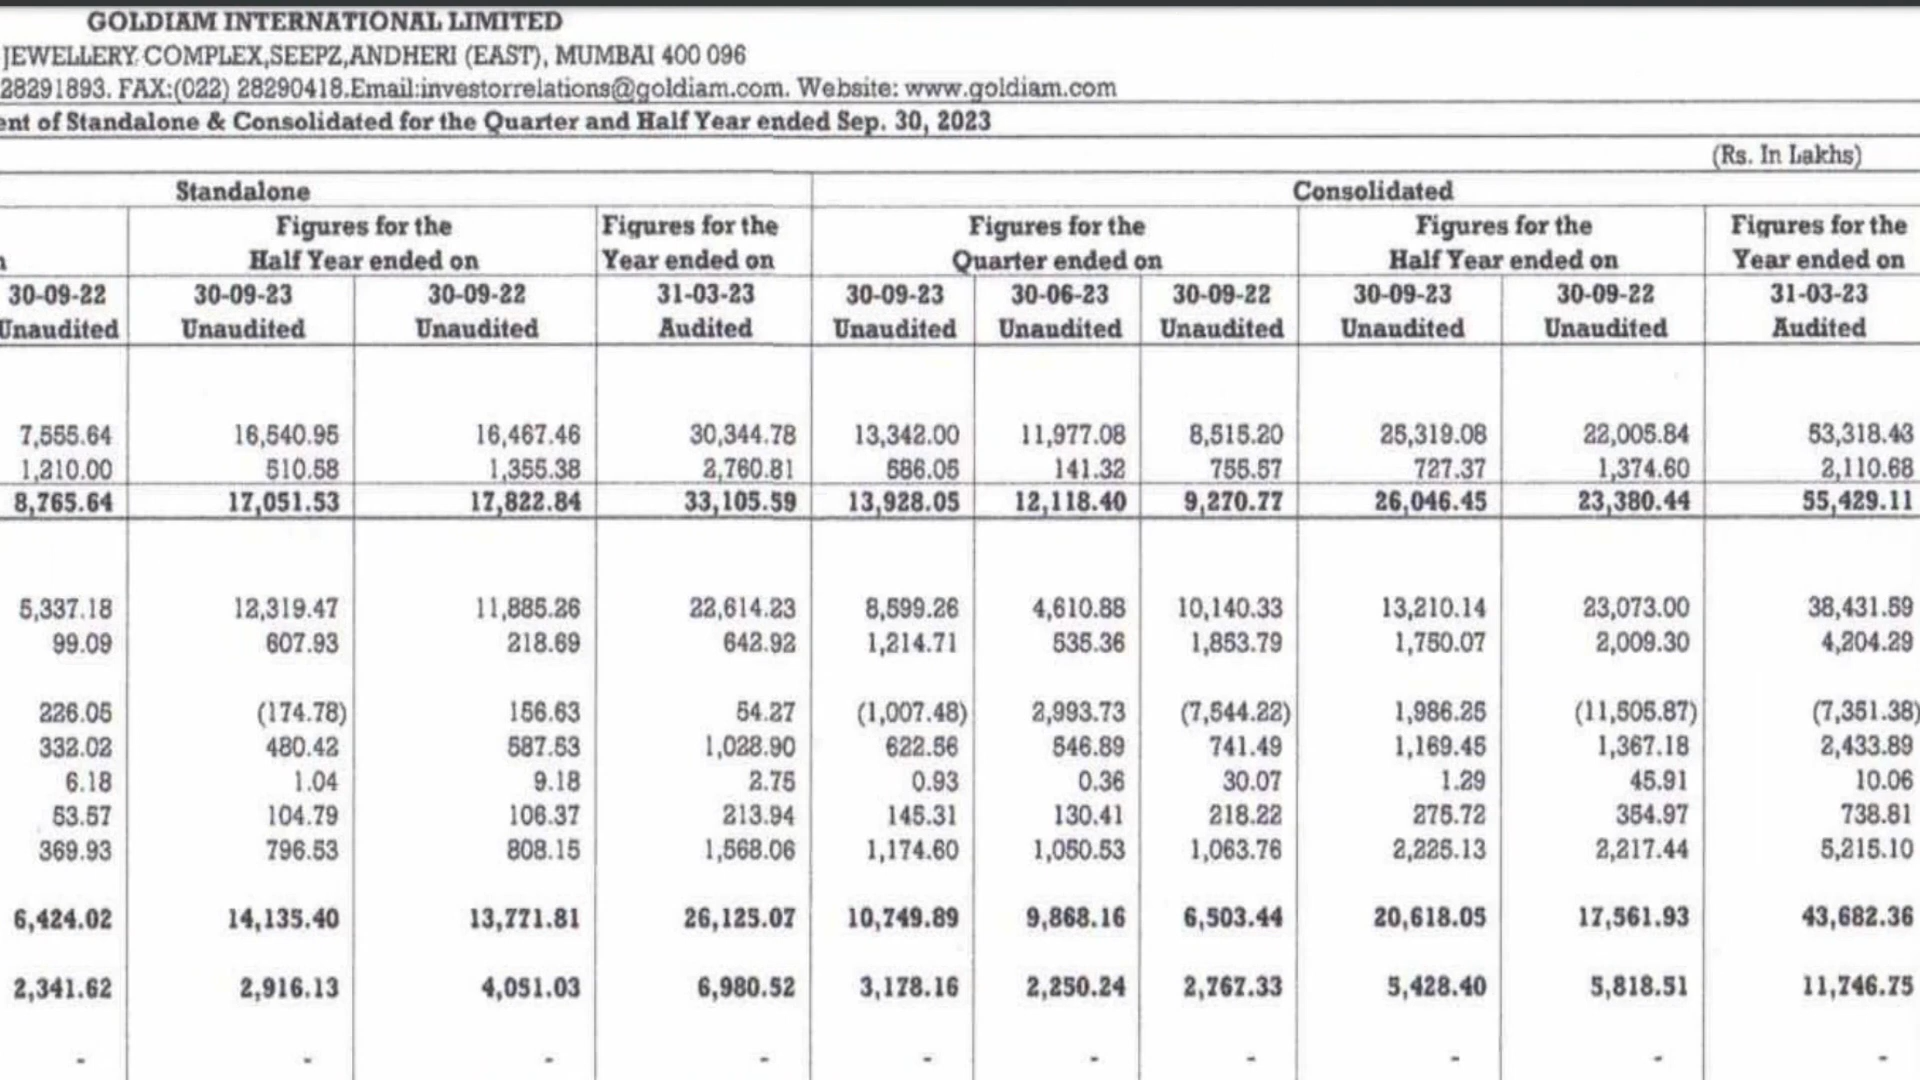 GOLDIAM INTERNATIONAL LIMITED
JEWELLERY COMPLEX,SEEPZ,ANDHERI (EAST), MUMBAI 400 096
28291893. FAX:(022) 28290418.Email:investorrelations@goldiam.com. Website: www.goldiam.com
ent of Standalone & Consolidated for the Quarter and Half Year ended Sep. 30, 2023
(Rs. In Lakhs)
Standalone Consolidated
Figures for the Figures for the Figures for the Figures for the Figures for the
Half Year ended on Year ended on Quarter ended on Half Year ended on Year ended on
30-09-22 30-09-23 30-09-22 31-03-23 30-09-23 30-06-23 30-09-22 30-09-23 30-09-22 31-03-23
Unaudited Unaudited Unaudited Audited Unaudited Unaudited Unaudited Unaudited Unaudited Audited
7,555.64 16,540.95 16,467.46 30,344.78 13,342.00 11,977.08 8,515.20 25,319.08 22,005.84 53,318.43
1,210.00 510.58 1,355.38 2,760.81 586.05 141.32 755.57 727.37 1,374.60 2,110.68
8,765.64 17,051.53 17,822.84 33,105.59 13,928.05 12,118.40 9,270.77 26,046.45 23,380.44 55,429.11
5,337.18 12,319.47 11,885.26 22,614.23 8,599.26 4,610.88 10,140.33 13,210.14 23,073.00 38,431.59
99.09 607.93 218.69 642.92 1,214.71 535.36 1,853.79 1,750.07 2,009.30 4,204.29
226.05 (174.78) 156.63 54.27 (1,007.48) 2,993.73 (7,544.22) 1,986.25 (11,505.87) (7,351.38)
332.02 480.42 587.53 1,028.90 622.56 546.89 741.49 1,169.45 1,367.18 2,433.89
6.18 1.04 9.18 2.75 0.93 0.36 30.07 1.29 45.91 10.06
53.57 104.79 106.37 213.94 145.31 130.41 218.22 275.72 354.97 738.81
369.93 796.53 808.15 1,568.06 1,174.60 1,050.53 1,063.76 2,225.13 2,217.44 5,215.10
6,424.02 14,135.40 13,771.81 26,125.07 10,749.89 9,868.16 6,503.44 20,618.05 17,561.93 43,682.36
2,341.62 2,916.13 4,051.03 6,980.52 3,178.16 2,250.24 2,767.33 5,428.40 5,818.51 11,746.75
- - - - - - - - - -